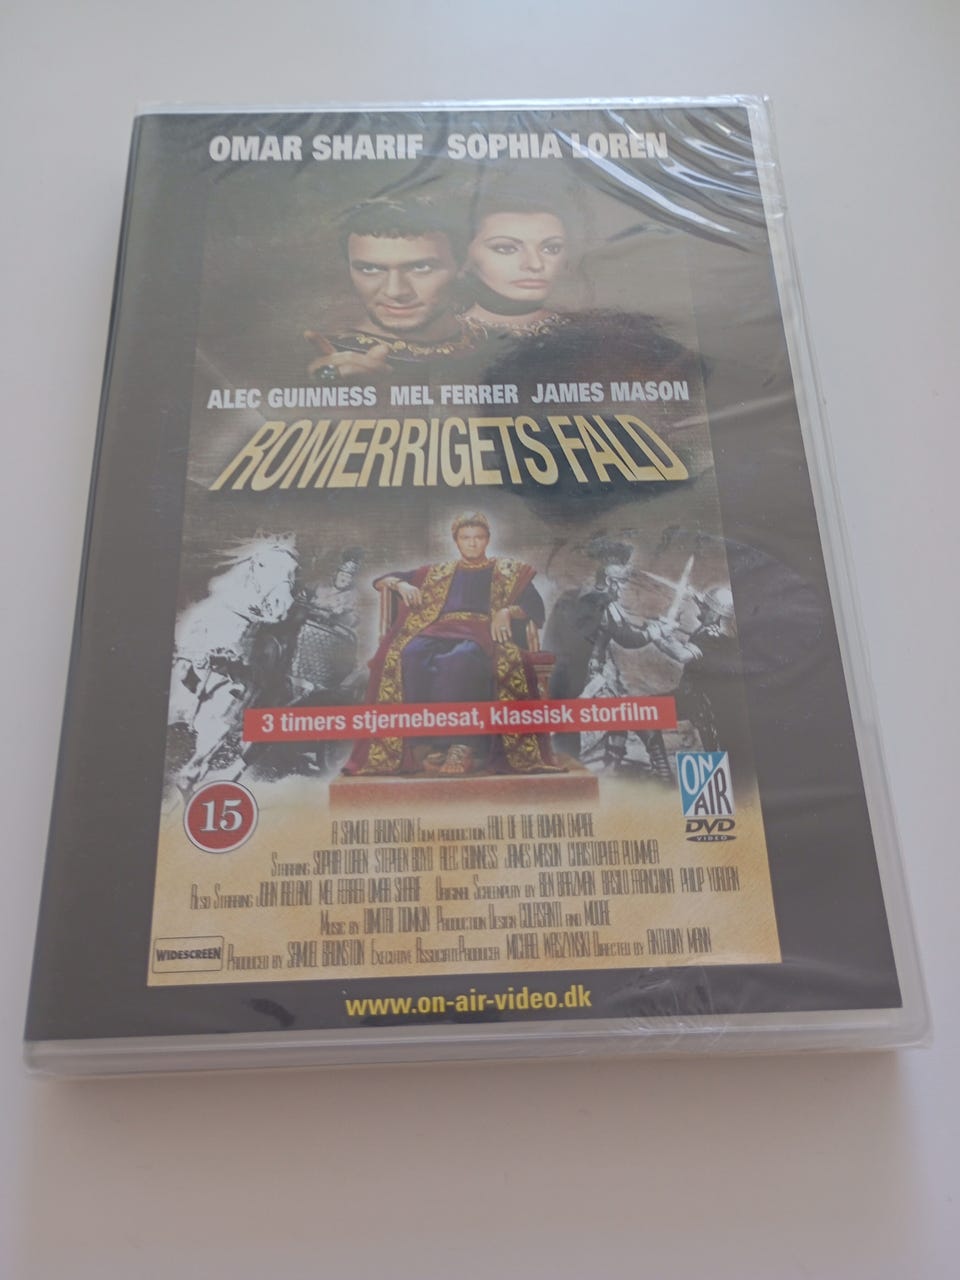 OMAR SHARIF SOPHIA LOREN
ALEC GUINNESS MEL FERRER JAMES MASON
ROMERRIGETS FALD
3 timers stjernebesat, klassisk storfilm
ON AIR
DVD
VIDEO
15
A SAMUEL BRONSTON FILM PRODUCTION FALL OF THE ROMAN EMPIRE
STARRING SOPHIA LOREN STEPHEN BOYD ALEC GUINNESS JAMES MASON CHRISTOPHER PLUMMER
ALSO STARRING JOHN IRELAND MEL FERRER OMAR SHARIF ORIGINAL SCREENPLAY BY BEN BARZMAN BASILO FRANCHINA PHILIP YORDAN
MUSIC BY DIMITRI TIOMKIN PRODUCTION DESIGN COLASANTI AND MOORE
WIDESCREEN
PRODUCED BY SAMUEL BRONSTON EXECUTIVE ASSOCIATE PRODUCER MICHAEL WASZYNSKI DIRECTED BY ANTHONY MANN
www.on-air-video.dk